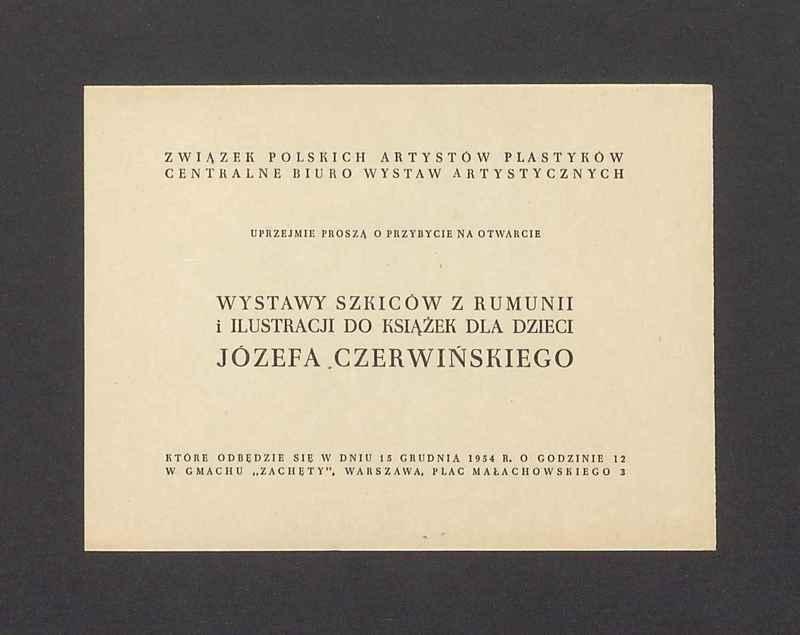 ZWIĄZEK POLSKICH ARTYSTÓW PLASTYKÓW
CENTRALNE BIURO WYSTAW ARTYSTYCZNYCH
UPRZEJMIE PROSZĄ O PRZYBYCIE NA OTWARCIE
WYSTAWY SZKICÓW Z RUMUNII
i ILUSTRACJI DO KSIĄŻEK DLA DZIECI
JÓZEFA CZERWIŃSKIEGO
KTÓRE ODBĘDZIE SIĘ W DNIU 15 GRUDNIA 1954 R. O GODZINIE 12
W GMACHU „ZACHĘTY”, WARSZAWA, PLAC MAŁACHOWSKIEGO 3